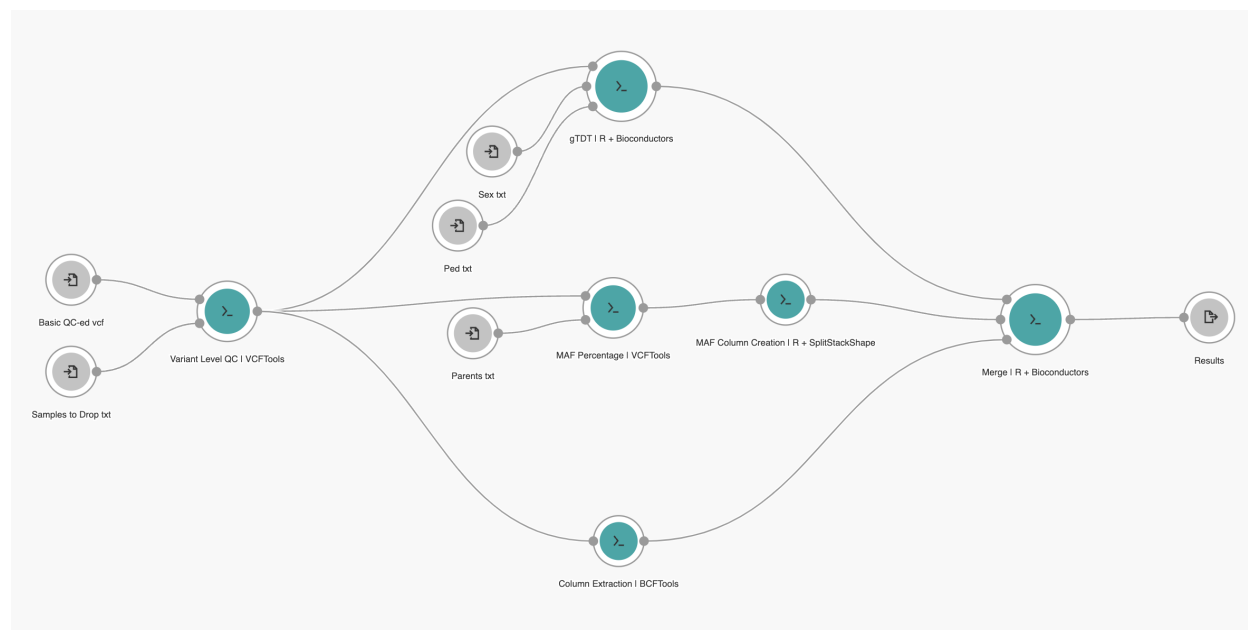 gTDT | R + Bioconductors
Sex txt
Ped txt
Basic QC-ed vcf
Variant Level QC | VCFTools
Samples to Drop txt
Parents txt
MAF Percentage | VCFTools
MAF Column Creation | R + SplitStackShape
Merge | R + Bioconductors
Results
Column Extraction | BCFTools